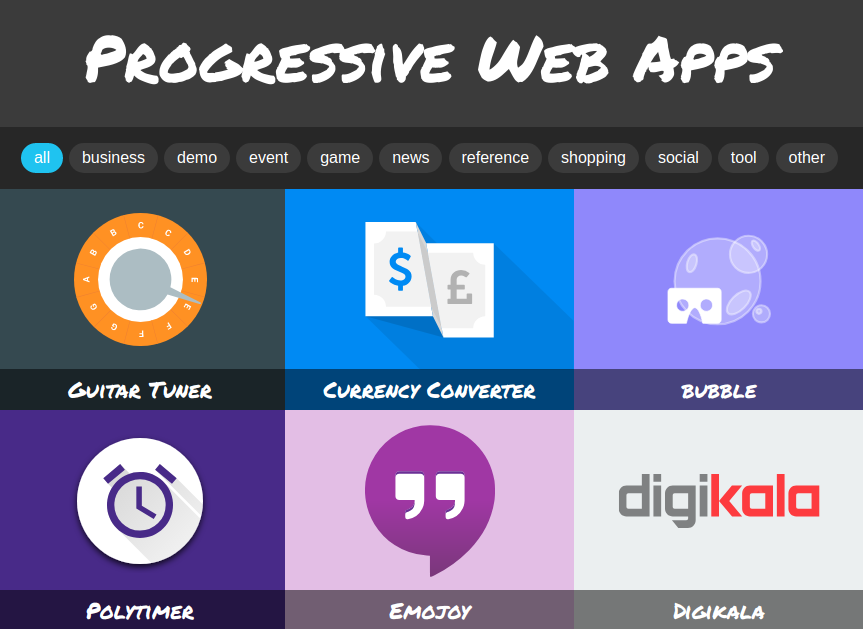 Progressive Web Apps
all business demo event game news reference shopping social tool other
B B C C D E E F F G G A
$ £
digikala
Guitar Tuner Currency Converter bubble
Polytimer Emojoy Digikala